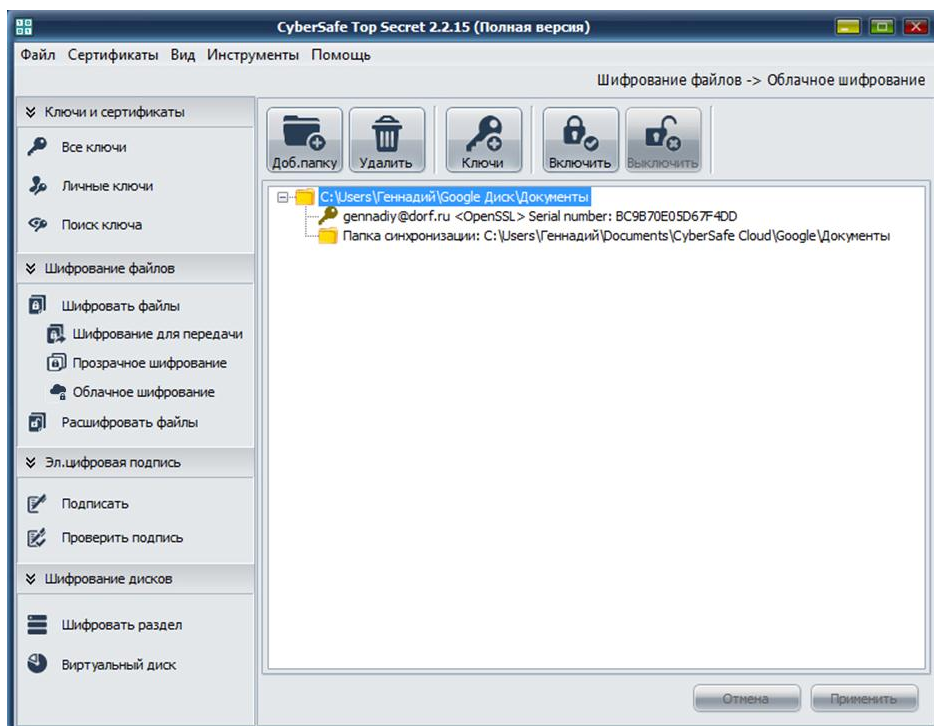 CyberSafe Top Secret 2.2.15 (Полная версия)
Файл Сертификаты Вид Инструменты Помощь
Шифрование файлов -> Облачное шифрование
Ключи и сертификаты
Все ключи
Личные ключи
Поиск ключа
Шифрование файлов
Шифровать файлы
Шифрование для передачи
Прозрачное шифрование
Облачное шифрование
Расшифровать файлы
Эл.цифровая подпись
Подписать
Проверить подпись
Шифрование дисков
Шифровать раздел
Виртуальный диск
Доб.папку Удалить Ключи Включить Выключить
C:\Users\Геннадий\Google Диск\Документы
gennadiy@dorf.ru <OpenSSL> Serial number: BC9B70E05D67F4DD
Папка синхронизации: C:\Users\Геннадий\Documents\CyberSafe Cloud\Google\Документы
Отмена Применить